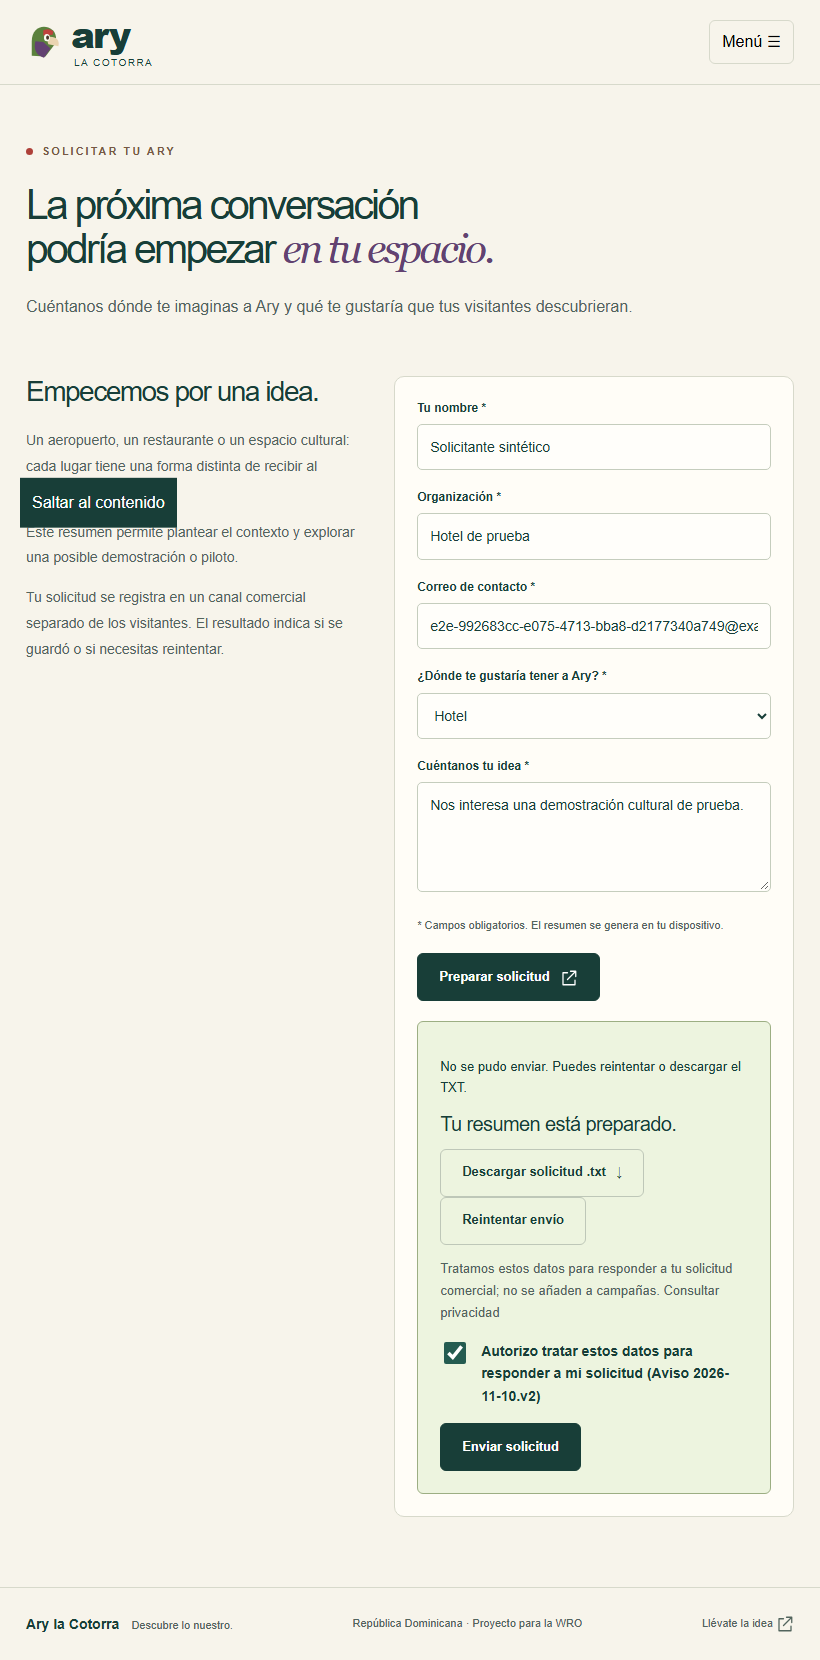 ary
LA COTORRA
Menú ☰
SOLICITAR TU ARY
La próxima conversación
podría empezar en tu espacio.
Cuéntanos dónde te imaginas a Ary y qué te gustaría que tus visitantes descubrieran.
Empecemos por una idea.
Un aeropuerto, un restaurante o un espacio cultural:
cada lugar tiene una forma distinta de recibir al
Saltar al contenido
Este resumen permite plantear el contexto y explorar
una posible demostración o piloto.
Tu solicitud se registra en un canal comercial
separado de los visitantes. El resultado indica si se
guardó o si necesitas reintentar.
Tu nombre *
Solicitante sintético
Organización *
Hotel de prueba
Correo de contacto *
e2e-992683cc-e075-4713-bba8-d2177340a749@exa
¿Dónde te gustaría tener a Ary? *
Hotel
Cuéntanos tu idea *
Nos interesa una demostración cultural de prueba.
* Campos obligatorios. El resumen se genera en tu dispositivo.
Preparar solicitud
No se pudo enviar. Puedes reintentar o descargar el
TXT.
Tu resumen está preparado.
Descargar solicitud .txt ↓
Reintentar envío
Tratamos estos datos para responder a tu solicitud
comercial; no se añaden a campañas. Consultar
privacidad
Autorizo tratar estos datos para
responder a mi solicitud (Aviso 2026-
11-10.v2)
Enviar solicitud
Ary la Cotorra Descubre lo nuestro.
República Dominicana · Proyecto para la WRO
Llévate la idea